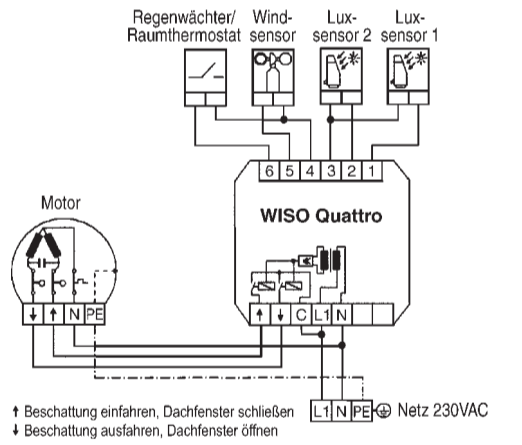 Regenwächter/ Wind- Lux- Lux-
Raumthermostat sensor sensor 2 sensor 1
6 5 4 3 2 1
WISO Quattro
Motor
↓ ↑ N PE
↑ ↓ C L1 N
L1 N PE Netz 230VAC
↑ Beschattung einfahren, Dachfenster schließen
↓ Beschattung ausfahren, Dachfenster öffnen